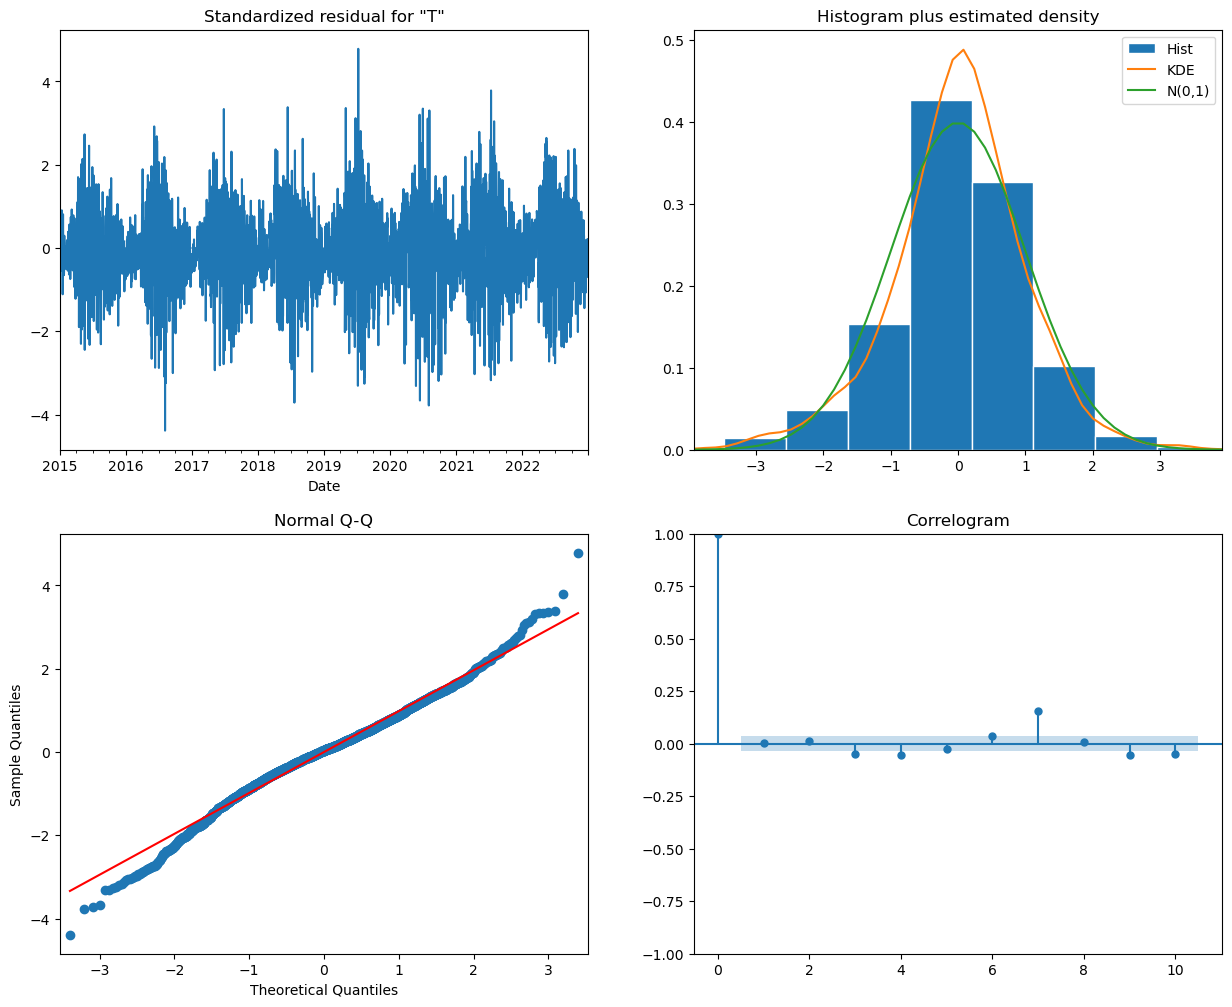 Standardized residual for "T"
4
2
0
−2
−4
2015 2016 2017 2018 2019 2020 2021 2022
Date
Histogram plus estimated density
0.5
0.4
0.3
0.2
0.1
0.0
−3 −2 −1 0 1 2 3
Hist
KDE
N(0,1)
Normal Q-Q
Sample Quantiles
4
2
0
−2
−4
−3 −2 −1 0 1 2 3
Theoretical Quantiles
Correlogram
1.00
0.75
0.50
0.25
0.00
−0.25
−0.50
−0.75
−1.00
0 2 4 6 8 10